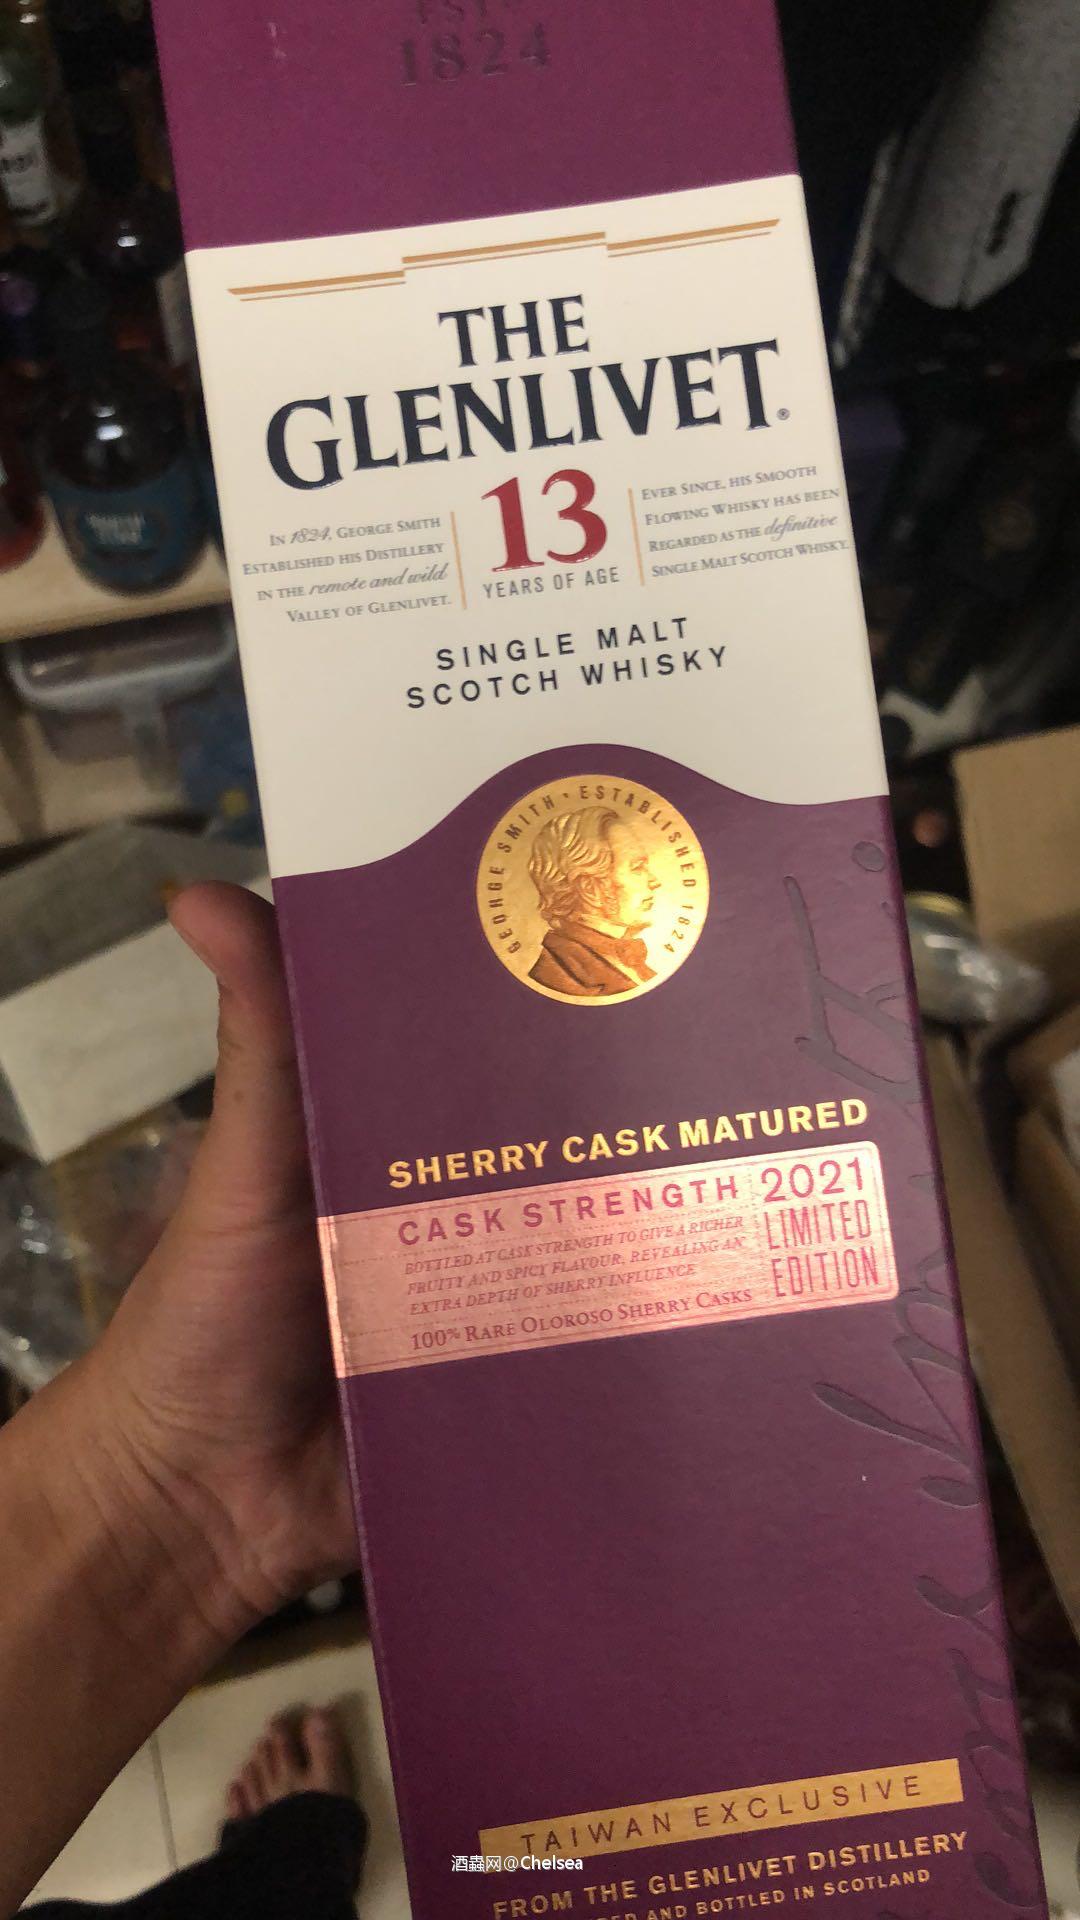 1824
THE
GLENLIVET®
13
YEARS OF AGE
IN 1824, GEORGE SMITH
ESTABLISHED HIS DISTILLERY
IN THE remote and wild
VALLEY OF GLENLIVET.
EVER SINCE, HIS SMOOTH
FLOWING WHISKY HAS BEEN
REGARDED AS THE definitive
SINGLE MALT SCOTCH WHISKY.
SINGLE MALT
SCOTCH WHISKY
GEORGE SMITH · ESTABLISHED 1824
SHERRY CASK MATURED
CASK STRENGTH
BOTTLED AT CASK STRENGTH TO GIVE A RICHER
FRUITY AND SPICY FLAVOUR, REVEALING AN
EXTRA DEPTH OF SHERRY INFLUENCE
100% RARE OLOROSO SHERRY CASKS
2021
LIMITED
EDITION
TAIWAN EXCLUSIVE
酒蟲网@Chelsea
FROM THE GLENLIVET DISTILLERY
AND BOTTLED IN SCOTLAND